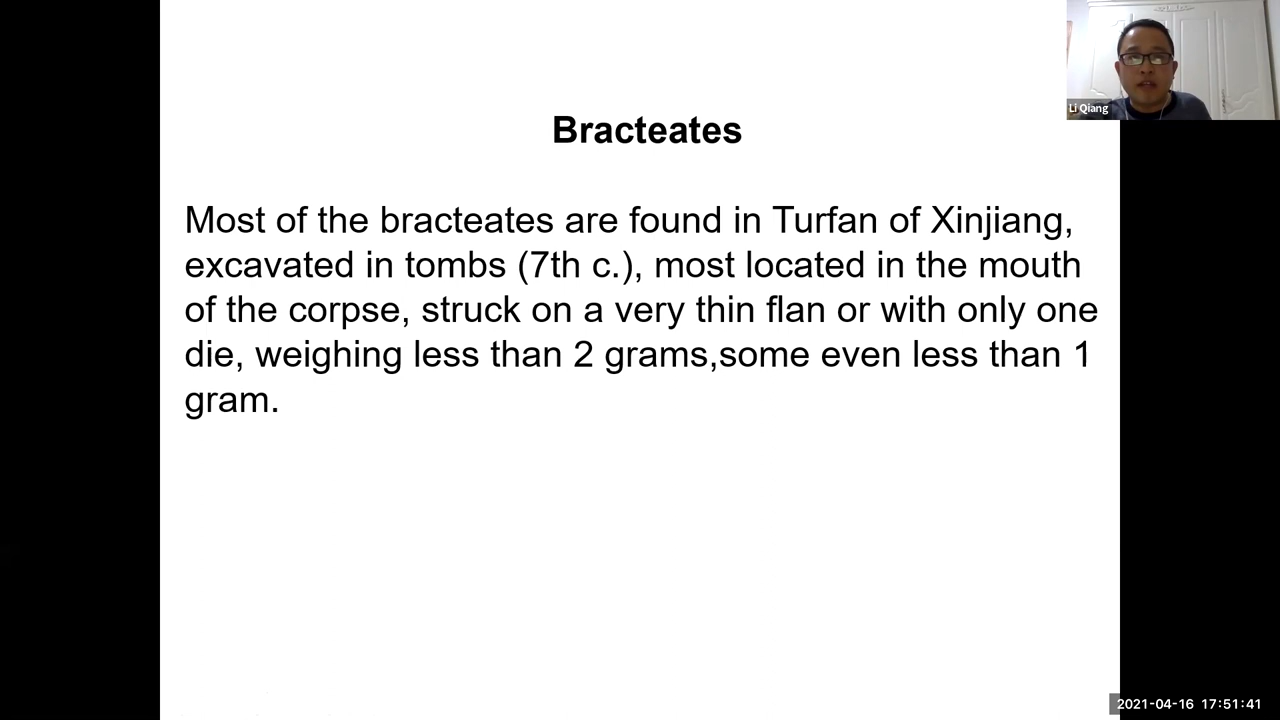 Li Qiang
Bracteates
Most of the bracteates are found in Turfan of Xinjiang,
excavated in tombs (7th c.), most located in the mouth
of the corpse, struck on a very thin flan or with only one
die, weighing less than 2 grams,some even less than 1
gram.
2021-04-16 17:51:41